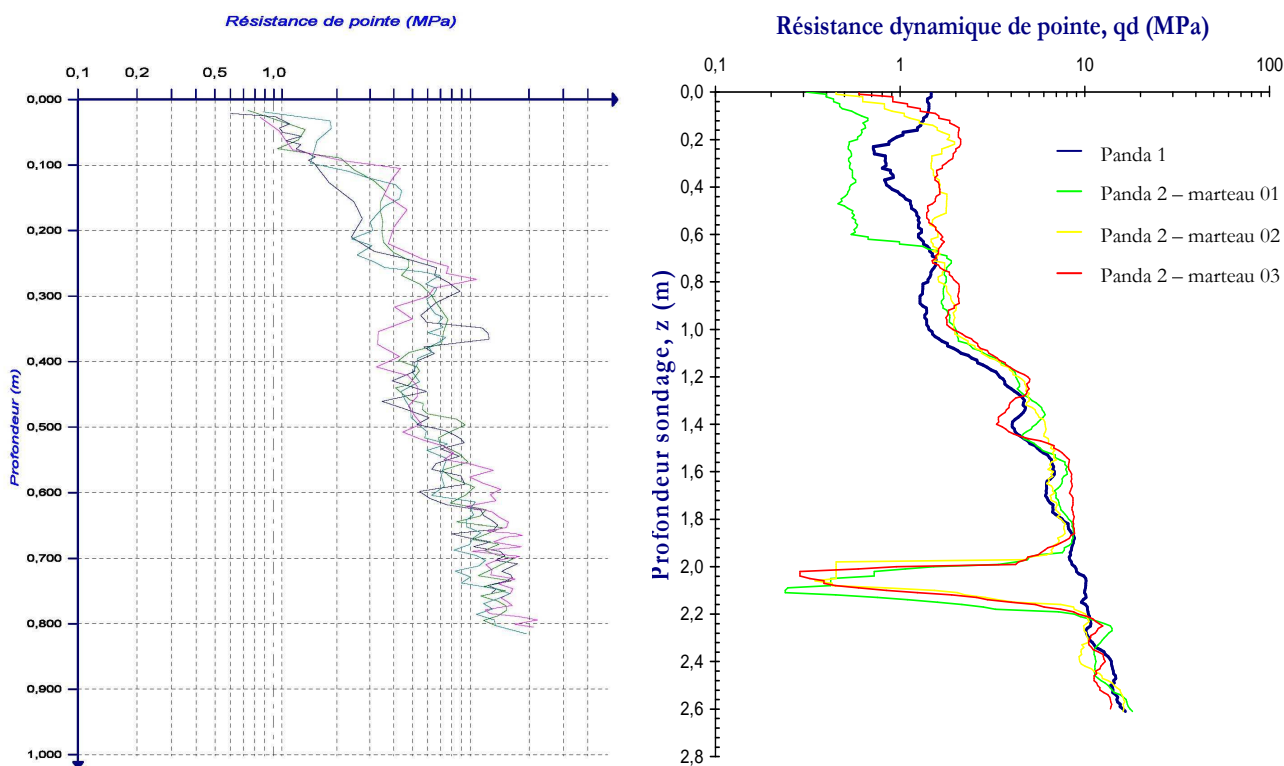 Résistance de pointe (MPa)
0,1 0,2 0,5 1,0
0,000
0,100
0,200
0,300
0,400
0,500
0,600
0,700
0,800
0,900
1,000
Profondeur (m)
Résistance dynamique de pointe, qd (MPa)
0,1 1 10 100
0,0
0,2
0,4
0,6
0,8
1,0
1,2
1,4
1,6
1,8
2,0
2,2
2,4
2,6
2,8
Profondeur sondage, z (m)
Panda 1
Panda 2 – marteau 01
Panda 2 – marteau 02
Panda 2 – marteau 03